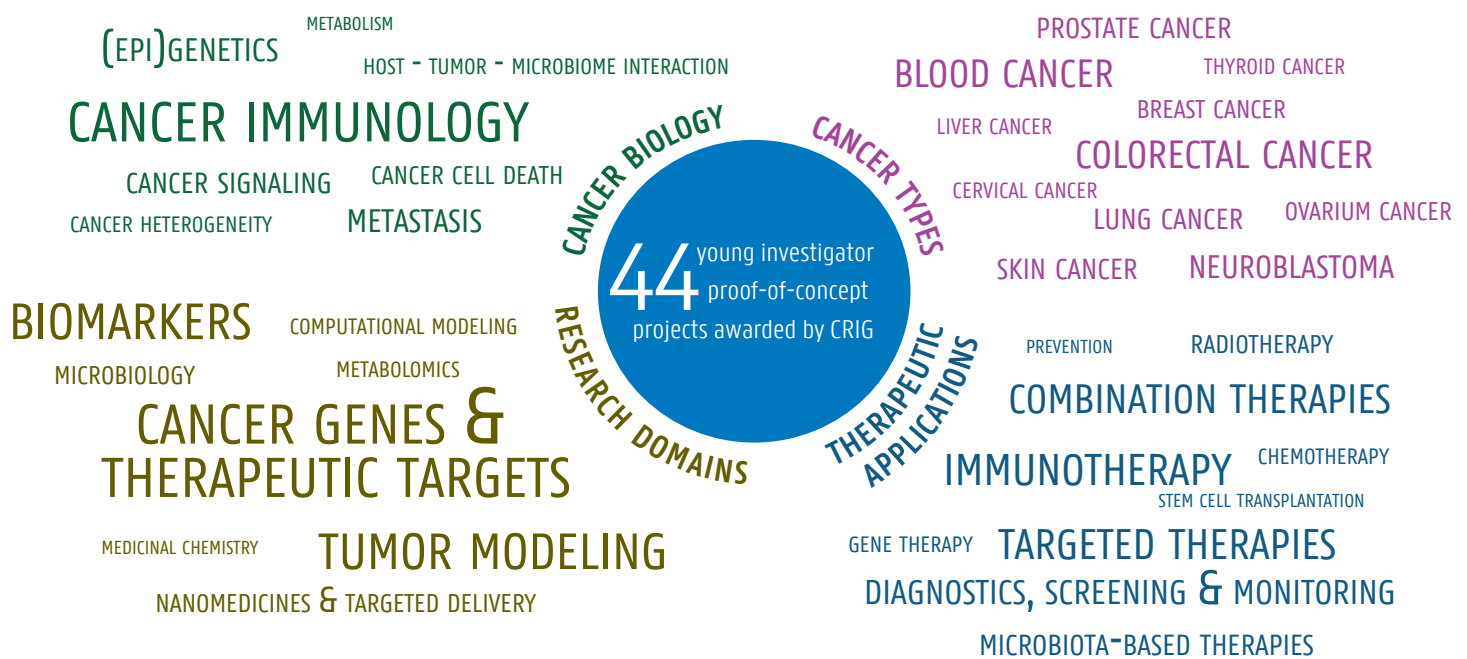 METABOLISM
(EPI)GENETICS
HOST - TUMOR - MICROBIOME INTERACTION
CANCER IMMUNOLOGY
CANCER SIGNALING
CANCER CELL DEATH
CANCER HETEROGENEITY
METASTASIS
CANCER BIOLOGY
CANCER TYPES
PROSTATE CANCER
BLOOD CANCER
THYROID CANCER
BREAST CANCER
LIVER CANCER
COLORECTAL CANCER
CERVICAL CANCER
LUNG CANCER
OVARIUM CANCER
SKIN CANCER
NEUROBLASTOMA
44 young investigator
proof-of-concept
projects awarded by CRIG
RESEARCH DOMAINS
BIOMARKERS
COMPUTATIONAL MODELING
MICROBIOLOGY
METABOLOMICS
CANCER GENES &
THERAPEUTIC TARGETS
MEDICINAL CHEMISTRY
TUMOR MODELING
NANOMEDICINES & TARGETED DELIVERY
THERAPEUTIC
APPLICATIONS
PREVENTION
RADIOTHERAPY
COMBINATION THERAPIES
IMMUNOTHERAPY
CHEMOTHERAPY
STEM CELL TRANSPLANTATION
GENE THERAPY
TARGETED THERAPIES
DIAGNOSTICS, SCREENING & MONITORING
MICROBIOTA-BASED THERAPIES